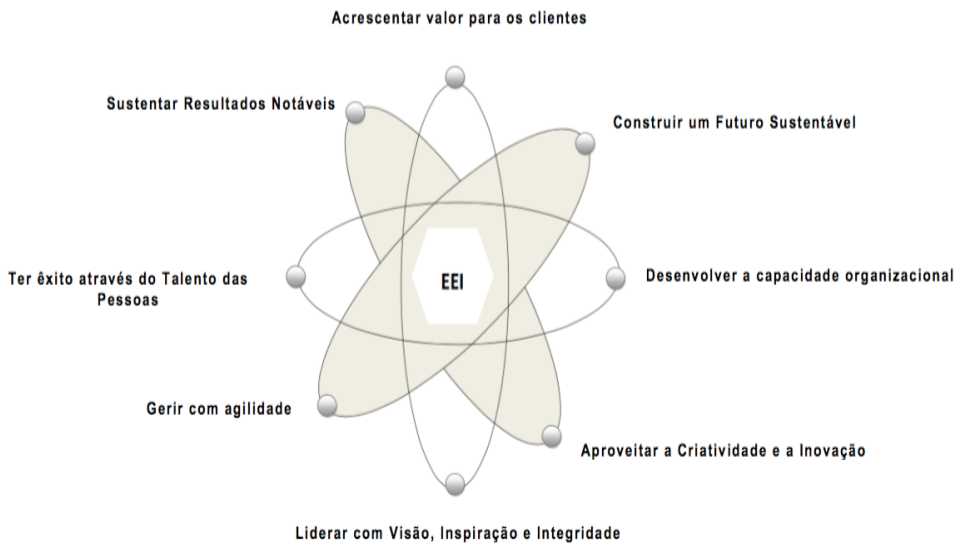 Acrescentar valor para os clientes
Sustentar Resultados Notáveis
Construir um Futuro Sustentável
Ter êxito através do Talento das
Pessoas
EEI
Desenvolver a capacidade organizacional
Gerir com agilidade
Aproveitar a Criatividade e a Inovação
Liderar com Visão, Inspiração e Integridade